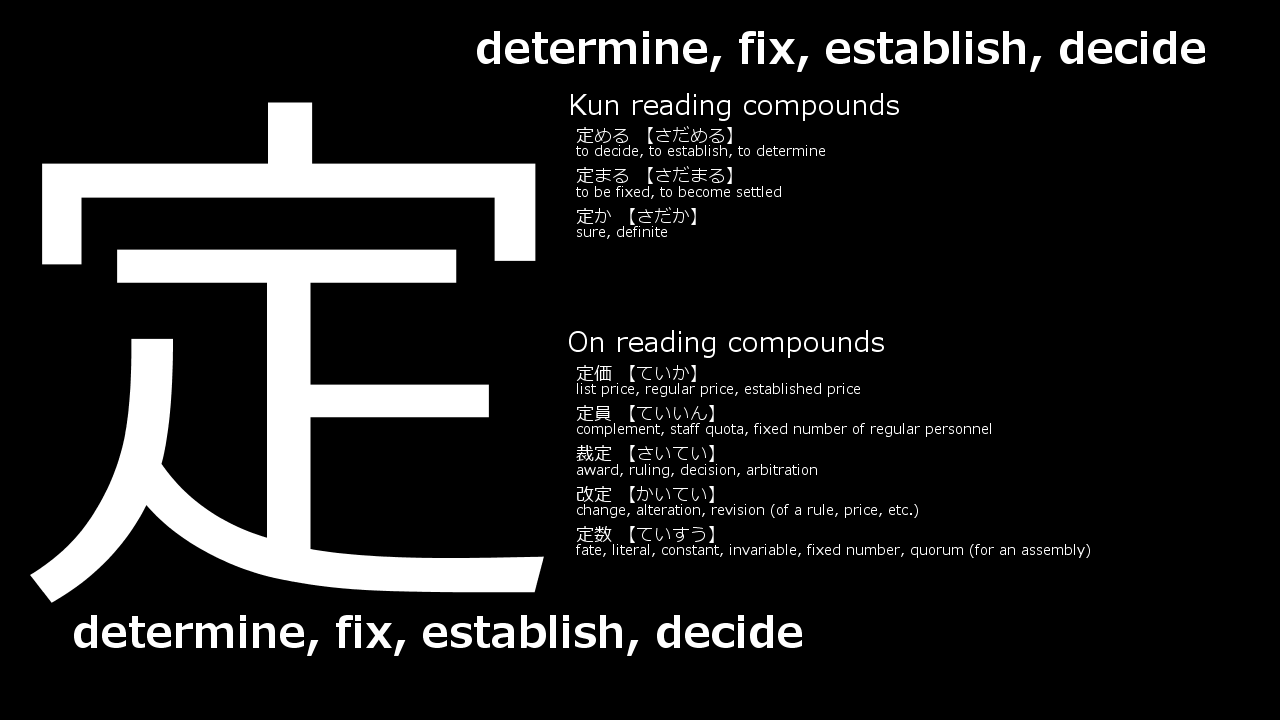 determine, fix, establish, decide
定
Kun reading compounds
定める 【さだめる】
to decide, to establish, to determine
定まる 【さだまる】
to be fixed, to become settled
定か 【さだか】
sure, definite
On reading compounds
定価 【ていか】
list price, regular price, established price
定員 【ていいん】
complement, staff quota, fixed number of regular personnel
裁定 【さいてい】
award, ruling, decision, arbitration
改定 【かいてい】
change, alteration, revision (of a rule, price, etc.)
定数 【ていすう】
fate, literal, constant, invariable, fixed number, quorum (for an assembly)
determine, fix, establish, decide